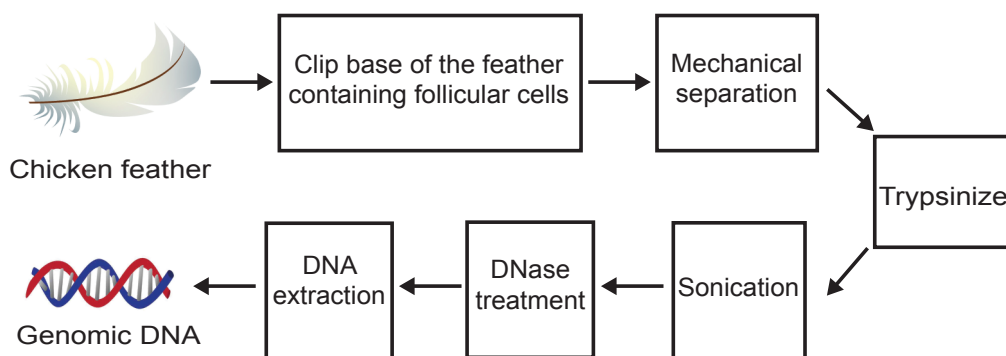 Chicken feather
Clip base of the feather
containing follicular cells
Mechanical
separation
Trypsinize
Sonication
DNase
treatment
DNA
extraction
Genomic DNA